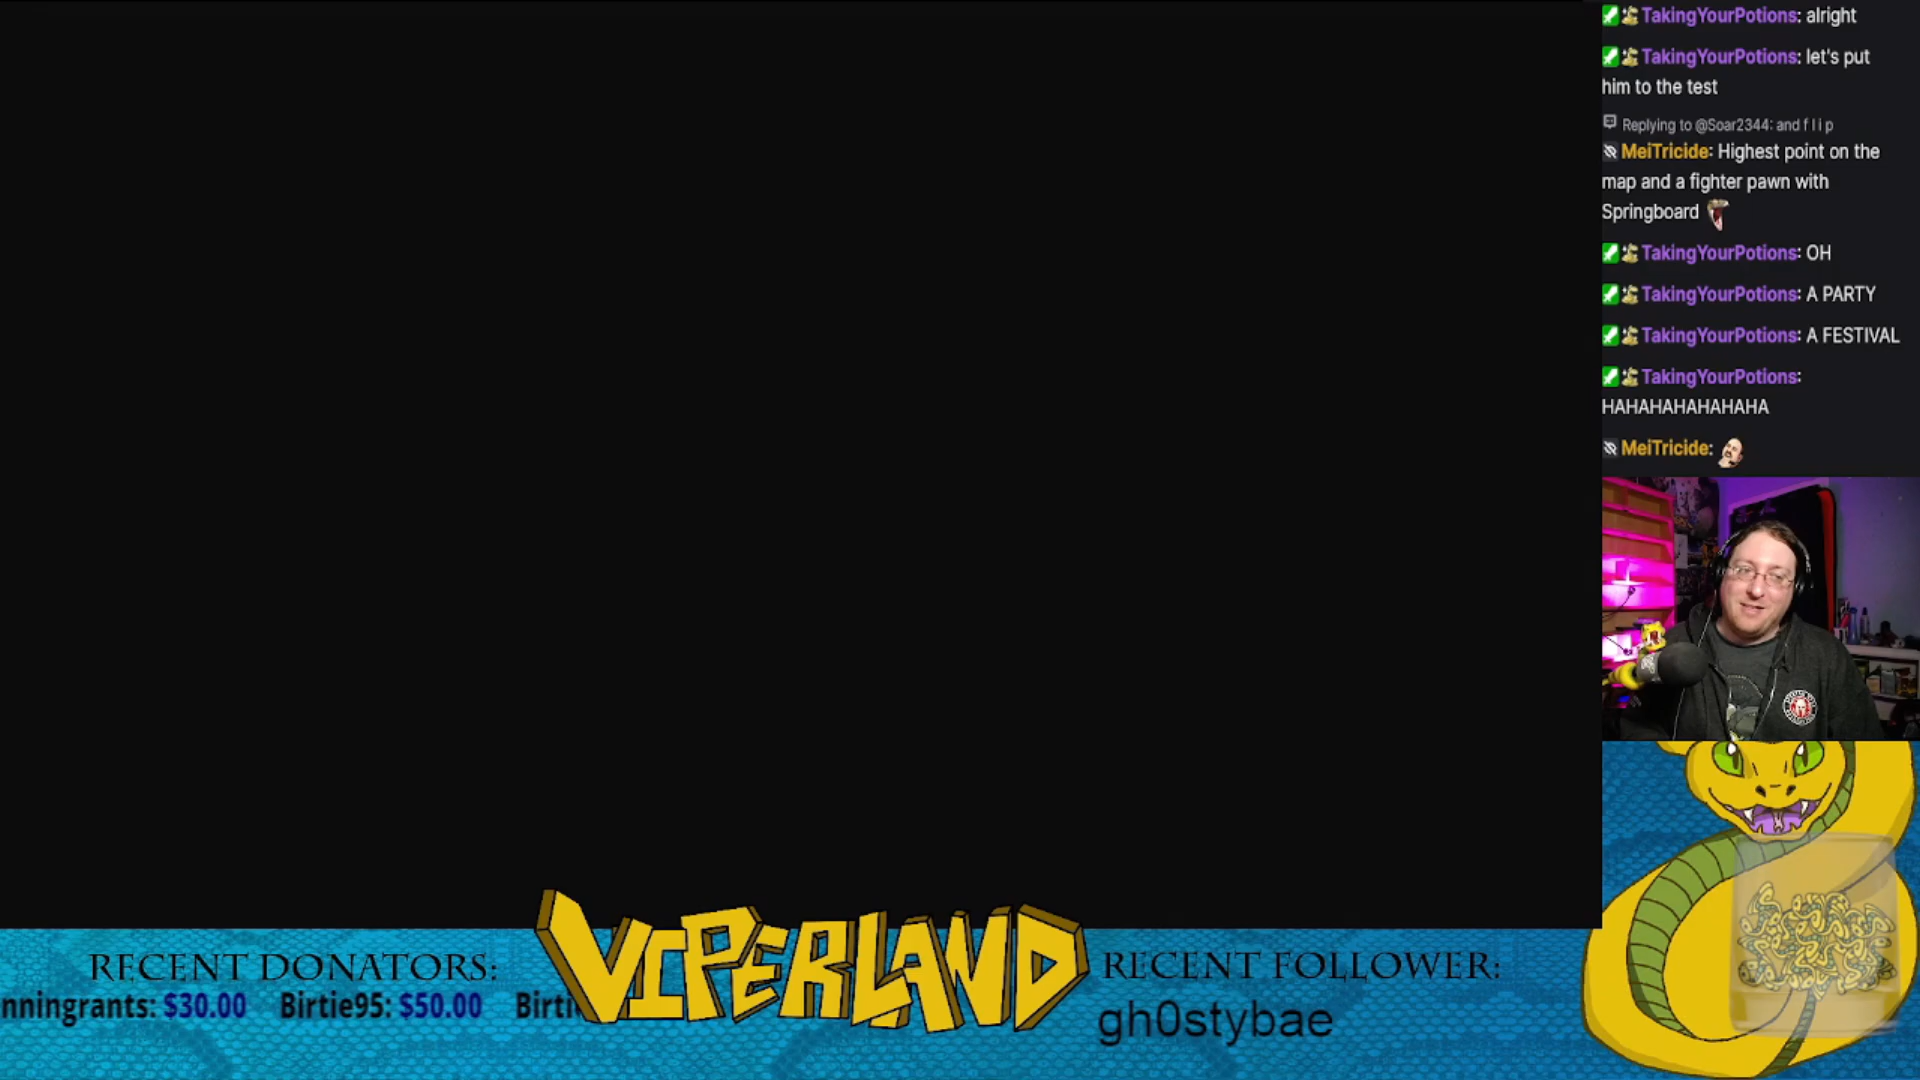 TakingYourPotions: alright
TakingYourPotions: let's put
him to the test
Replying to @Soar2344: and f l i p
MeiTricide: Highest point on the
map and a fighter pawn with
Springboard
TakingYourPotions: OH
TakingYourPotions: A PARTY
TakingYourPotions: A FESTIVAL
TakingYourPotions:
HAHAHAHAHAHAHA
MeiTricide:
RECENT DONATORS:
nningrants: $30.00 Birtie95: $50.00 Birti
VIPERLAND
RECENT FOLLOWER:
gh0stybae